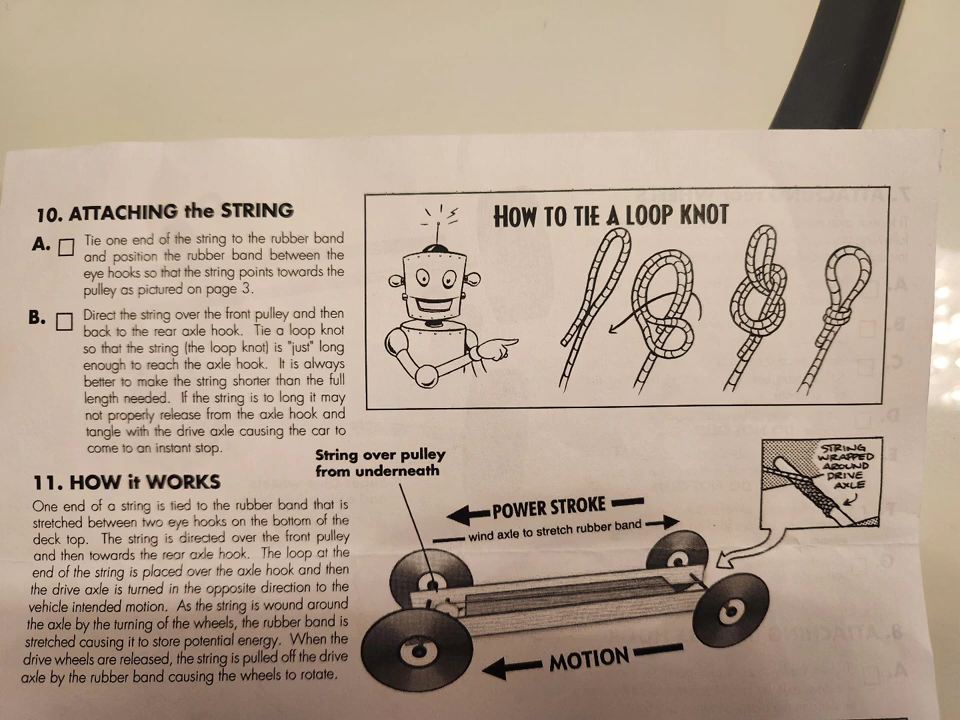 10. ATTACHING the STRING
A. Tie one end of the string to the rubber band
and position the rubber band between the
eye hooks so that the string points towards the
pulley as pictured on page 3.
B. Direct the string over the front pulley and then
back to the rear axle hook. Tie a loop knot
so that the string (the loop knot) is "just" long
enough to reach the axle hook. It is always
better to make the string shorter than the full
length needed. If the string is to long it may
not properly release from the axle hook and
tangle with the drive axle causing the car to
come to an instant stop.
HOW TO TIE A LOOP KNOT
11. HOW it WORKS
One end of a string is tied to the rubber band that is
stretched between two eye hooks on the bottom of the
deck top. The string is directed over the front pulley
and then towards the rear axle hook. The loop at the
end of the string is placed over the axle hook and then
the drive axle is turned in the opposite direction to the
vehicle intended motion. As the string is wound around
the axle by the turning of the wheels, the rubber band is
stretched causing it to store potential energy. When the
drive wheels are released, the string is pulled off the drive
axle by the rubber band causing the wheels to rotate.
String over pulley
from underneath
POWER STROKE
wind axle to stretch rubber band
MOTION
STRING
WRAPPED
AROUND
DRIVE
AXLE